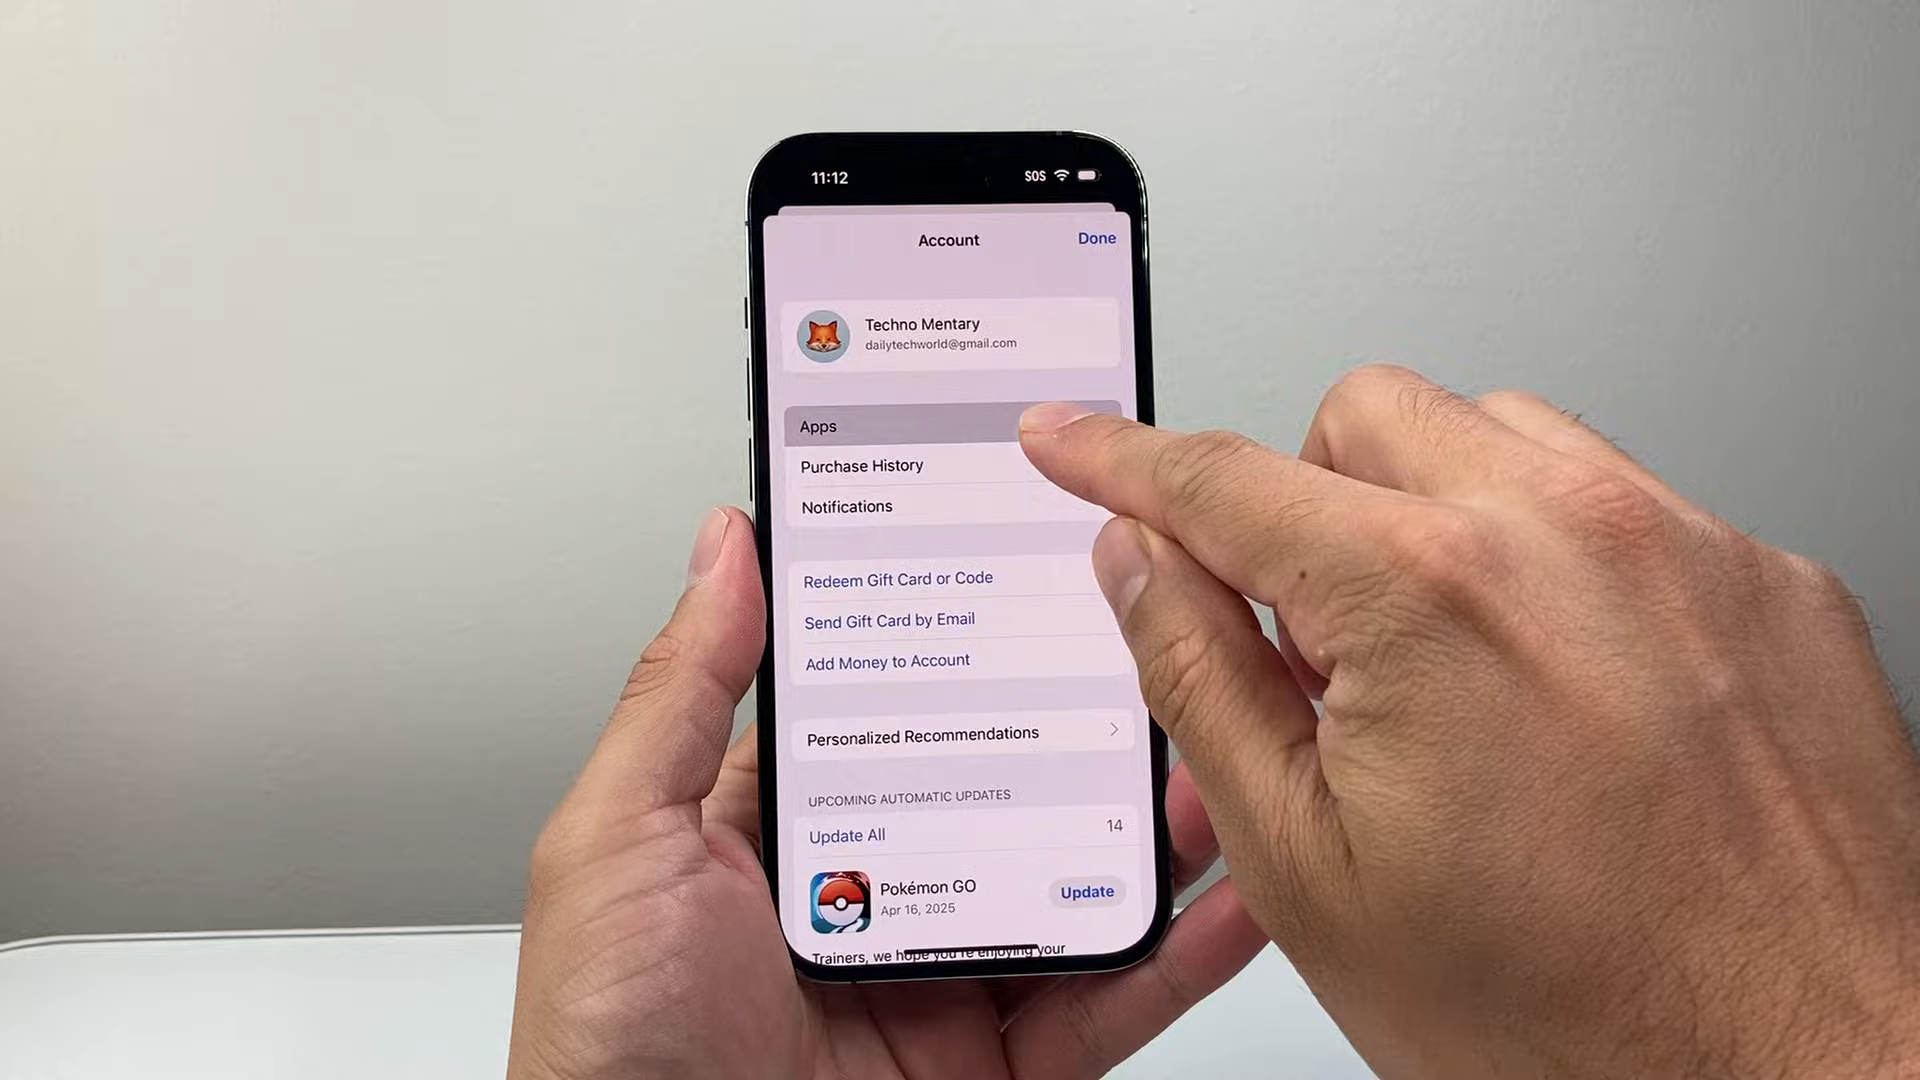 11:12
SOS
Account
Done
Techno Mentary
dailytechworld@gmail.com
Apps
Purchase History
Notifications
Redeem Gift Card or Code
Send Gift Card by Email
Add Money to Account
Personalized Recommendations
UPCOMING AUTOMATIC UPDATES
Update All
14
Pokémon GO
Update
Apr 16, 2025
Trainers, we hope you're enjoying your